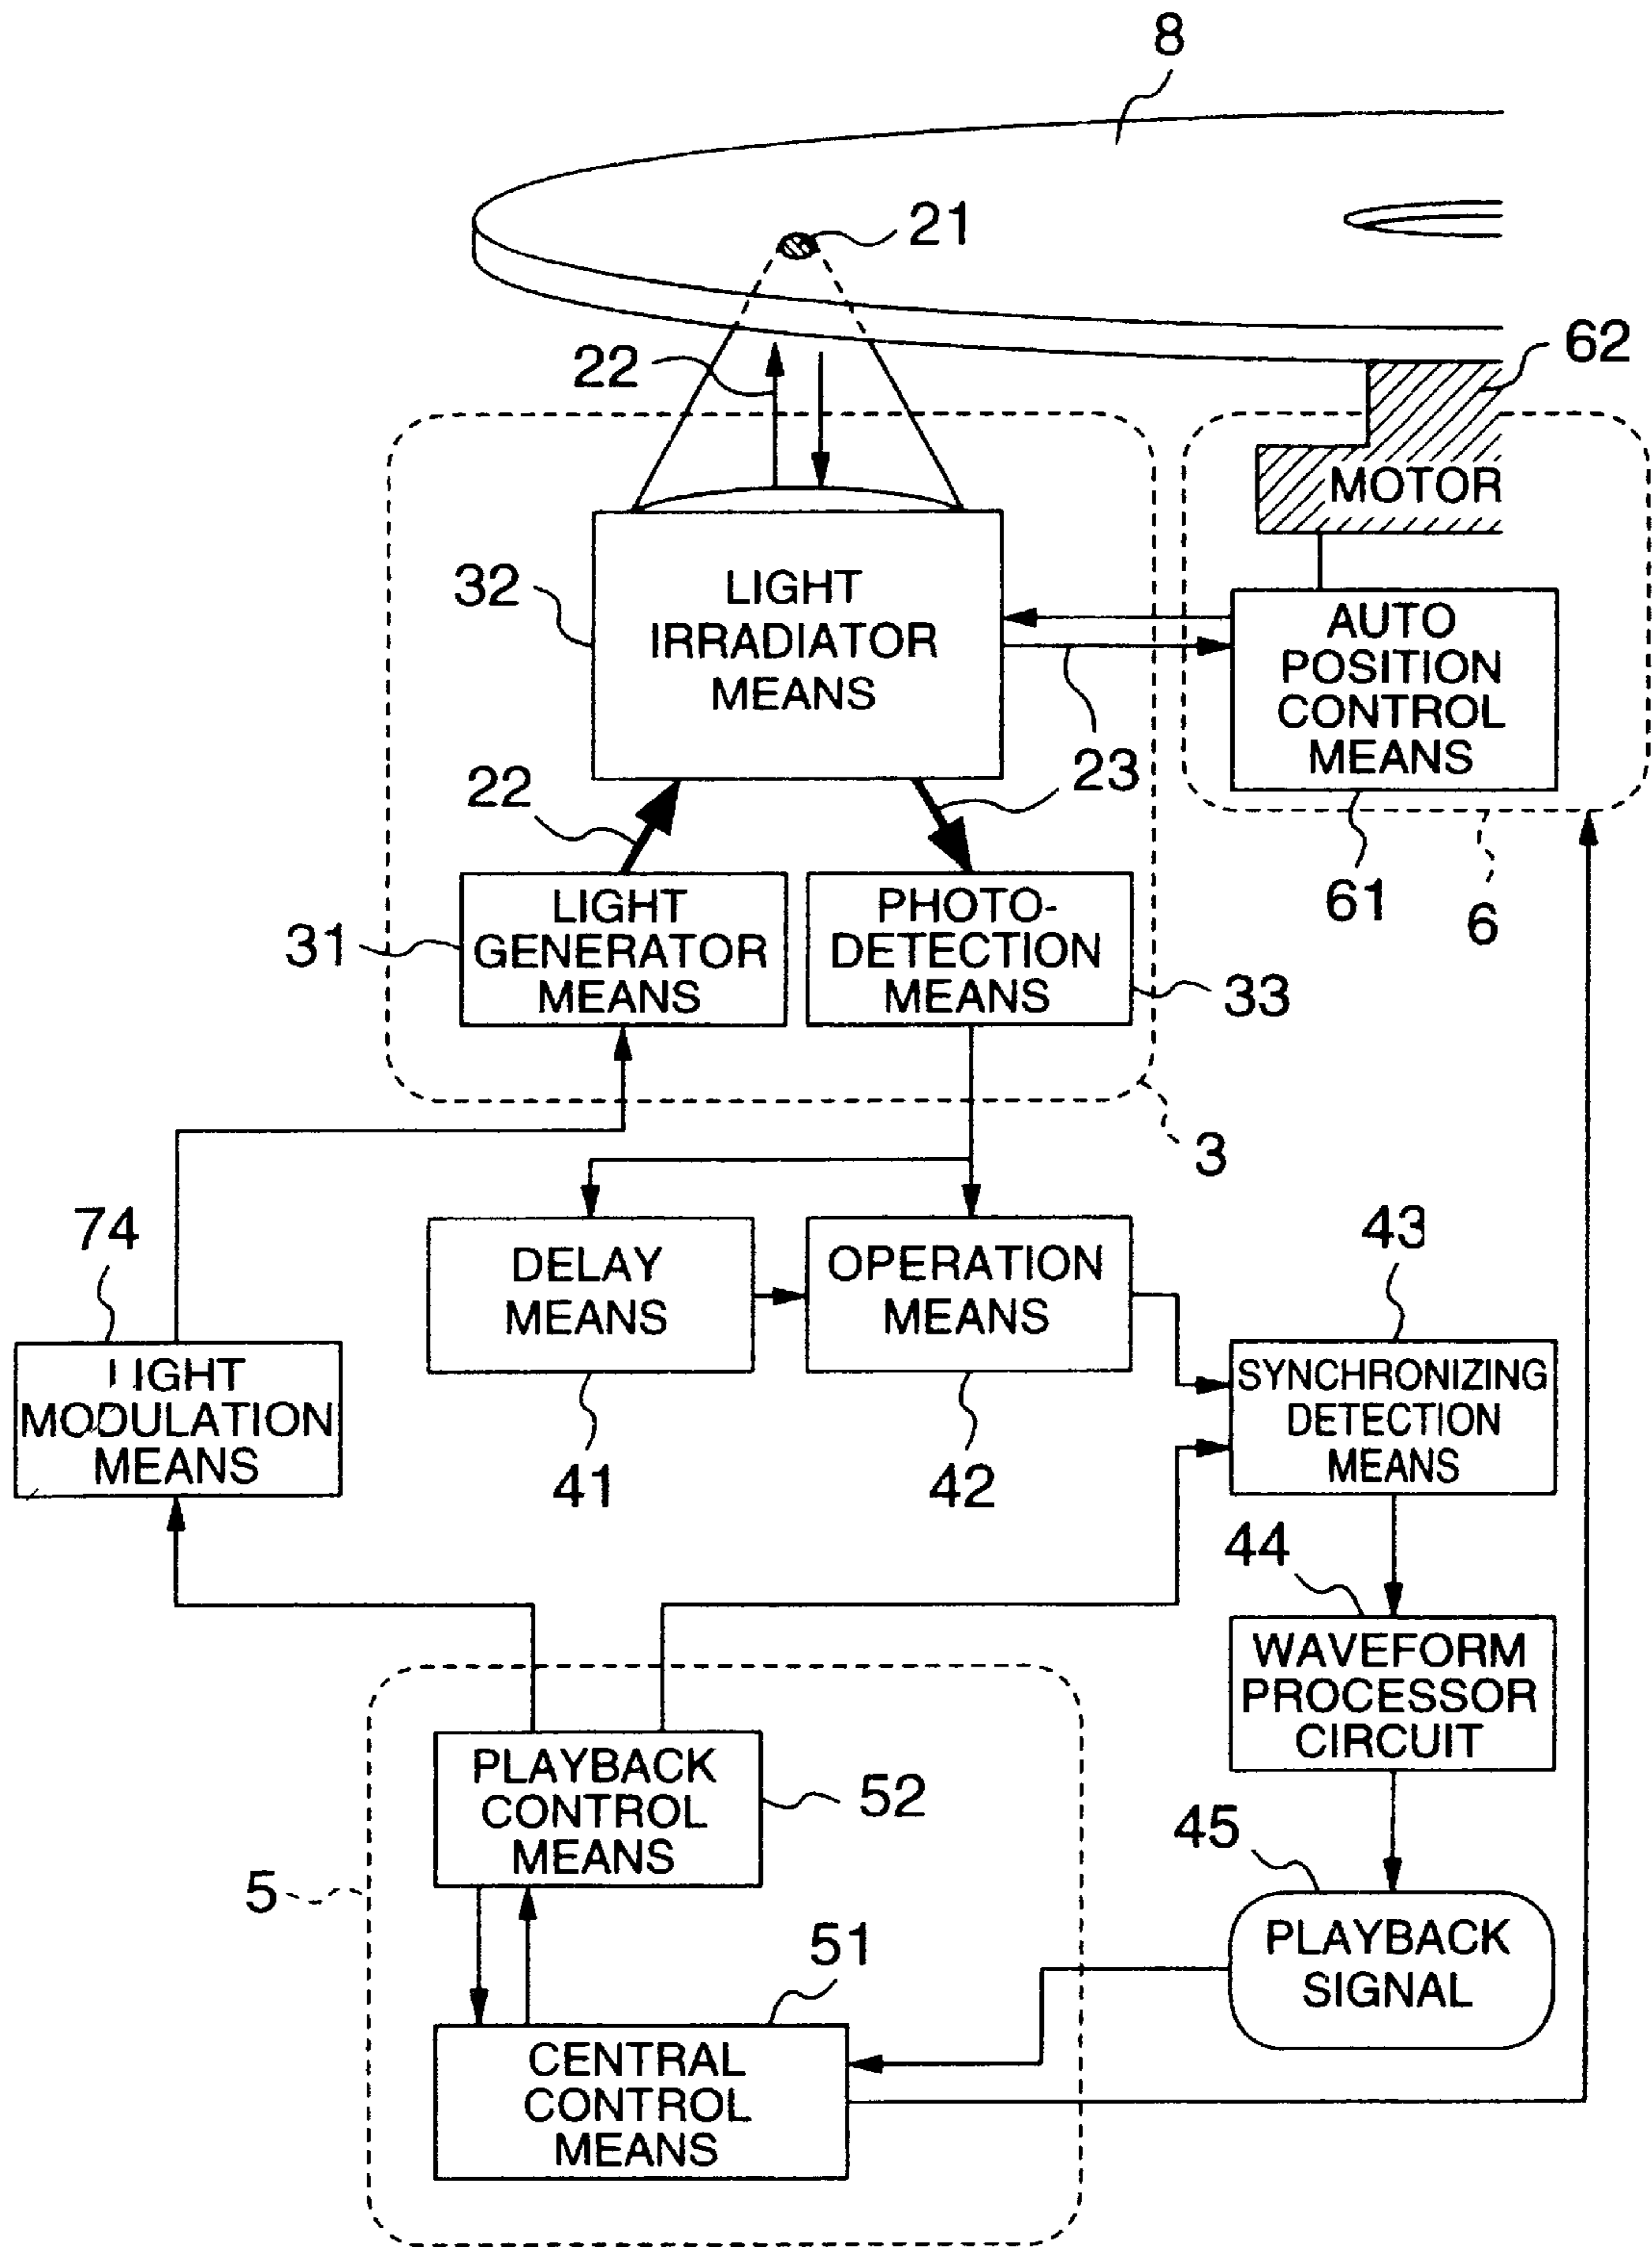 8
21
22
62
MOTOR
32
LIGHT
IRRADIATOR
MEANS
AUTO
POSITION
CONTROL
MEANS
23
22
61
6
31
LIGHT
GENERATOR
MEANS
PHOTO-
DETECTION
MEANS
33
3
74
DELAY
MEANS
OPERATION
MEANS
43
LIGHT
MODULATION
MEANS
41
42
SYNCHRONIZING
DETECTION
MEANS
44
WAVEFORM
PROCESSOR
CIRCUIT
PLAYBACK
CONTROL
MEANS
52
45
5
PLAYBACK
SIGNAL
51
CENTRAL
CONTROL
MEANS